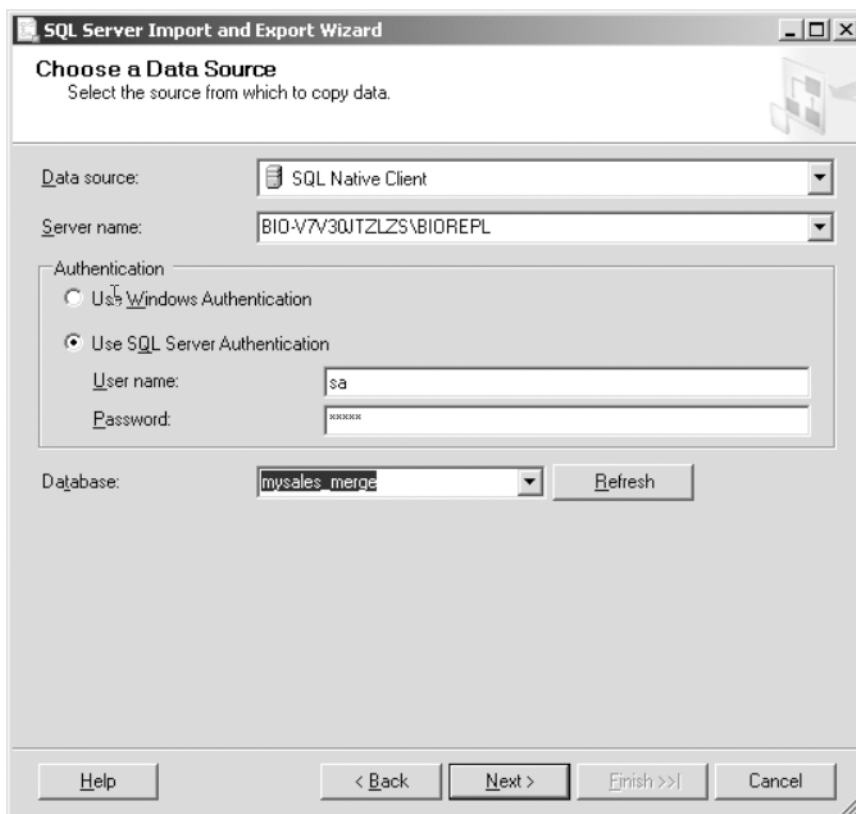 SQL Server Import and Export Wizard
Choose a Data Source
Select the source from which to copy data.
Data source: SQL Native Client
Server name: BIO-V7V30JTZLZS\BIOREPL
Authentication
Use Windows Authentication
Use SQL Server Authentication
User name: sa
Password: *****
Database: mysales_merge Refresh
Help < Back Next > Finish >>| Cancel